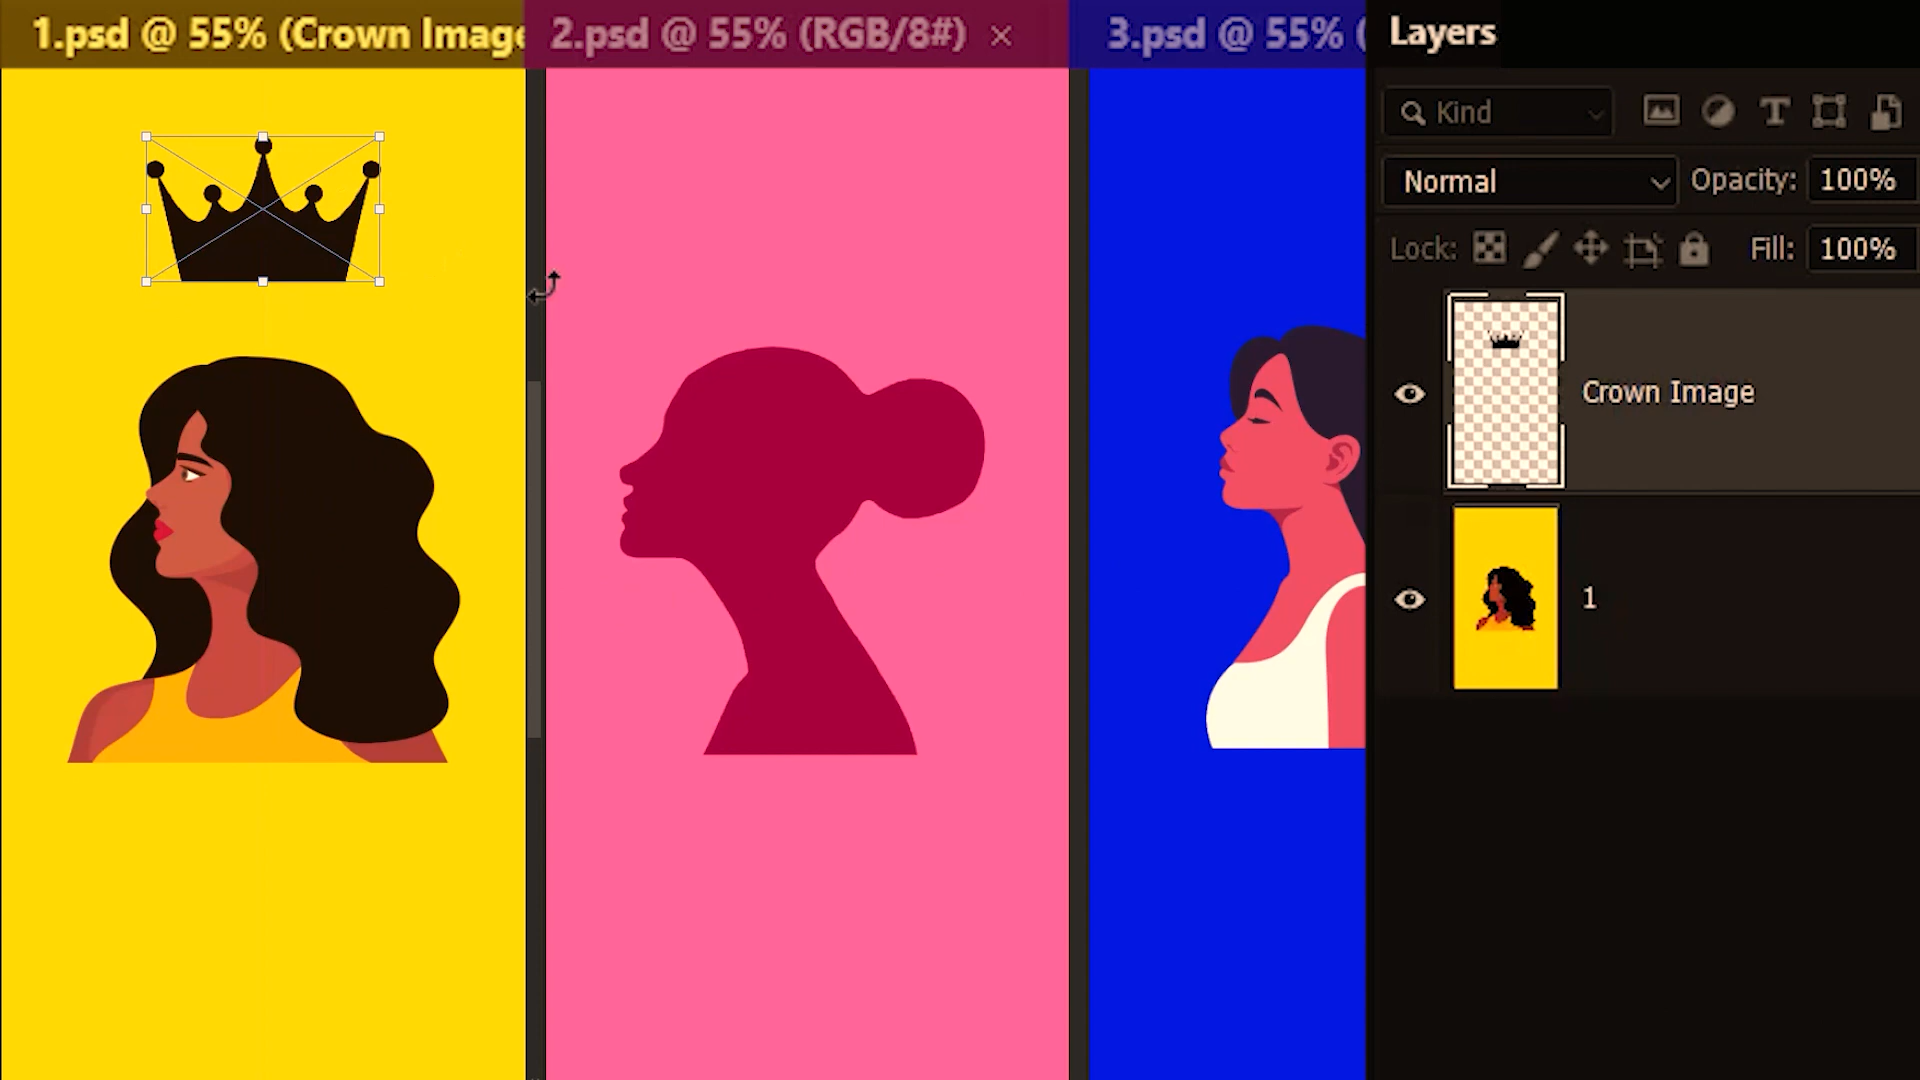 1.psd @ 55% (Crown Image
2.psd @ 55% (RGB/8#) ×
3.psd @ 55% (
Layers
Kind
Normal
Opacity: 100%
Lock:
Fill: 100%
Crown Image
1